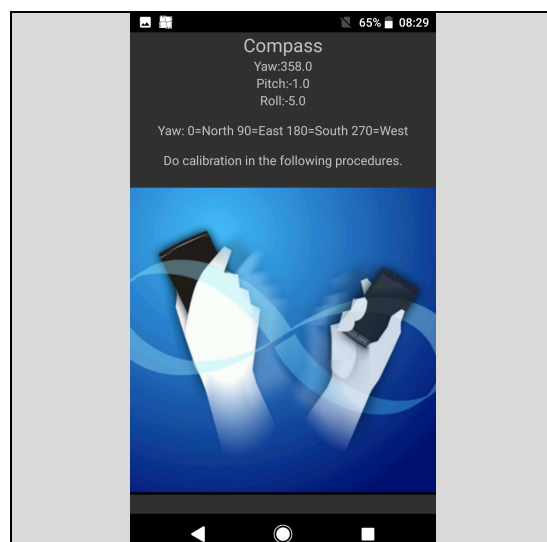 65% 08:29
Compass
Yaw:358.0
Pitch:-1.0
Roll:-5.0
Yaw: 0=North 90=East 180=South 270=West
Do calibration in the following procedures.